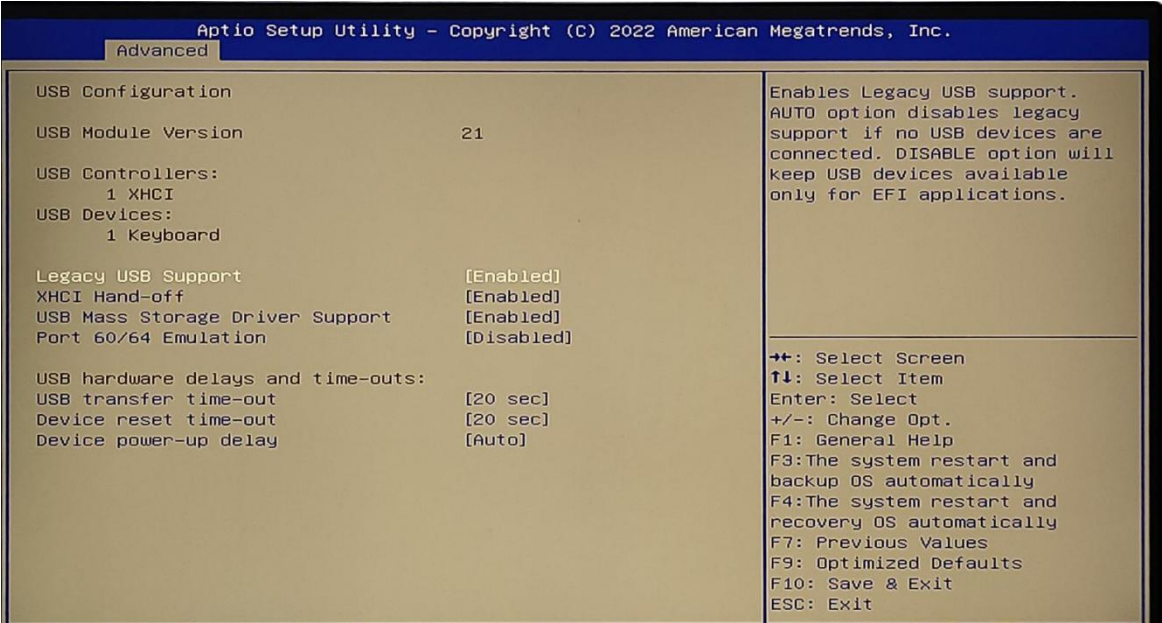 Aptio Setup Utility – Copyright (C) 2022 American Megatrends, Inc.
Advanced
USB Configuration
USB Module Version 21
USB Controllers:
1 XHCI
USB Devices:
1 Keyboard
Legacy USB Support [Enabled]
XHCI Hand-off [Enabled]
USB Mass Storage Driver Support [Enabled]
Port 60/64 Emulation [Disabled]
USB hardware delays and time-outs:
USB transfer time-out [20 sec]
Device reset time-out [20 sec]
Device power-up delay [Auto]
Enables Legacy USB support.
AUTO option disables legacy
support if no USB devices are
connected. DISABLE option will
keep USB devices available
only for EFI applications.
→←: Select Screen
↑↓: Select Item
Enter: Select
+/-: Change Opt.
F1: General Help
F3:The system restart and
backup OS automatically
F4:The system restart and
recovery OS automatically
F7: Previous Values
F9: Optimized Defaults
F10: Save & Exit
ESC: Exit